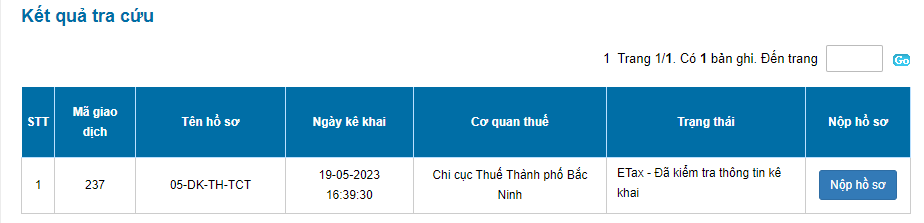 Kết quả tra cứu
1 Trang 1/1. Có 1 bản ghi. Đến trang Go
STT
Mã giao
dịch
Tên hồ sơ
Ngày kê khai
Cơ quan thuế
Trạng thái
Nộp hồ sơ
1
237
05-DK-TH-TCT
19-05-2023
16:39:30
Chi cục Thuế Thành phố Bắc
Ninh
ETax - Đã kiểm tra thông tin kê
khai
Nộp hồ sơ